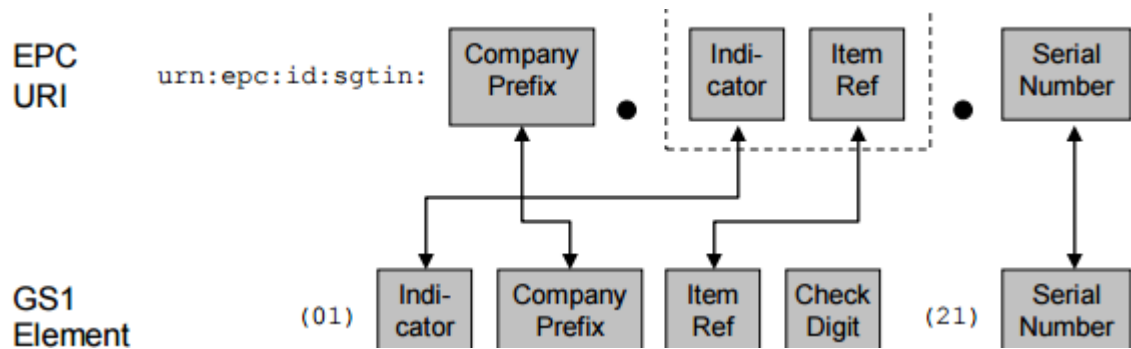 EPC
URI
urn:epc:id:sgtin:
Company
Prefix
Indi-
cator
Item
Ref
Serial
Number
GS1
Element
(01)
Indi-
cator
Company
Prefix
Item
Ref
Check
Digit
(21)
Serial
Number